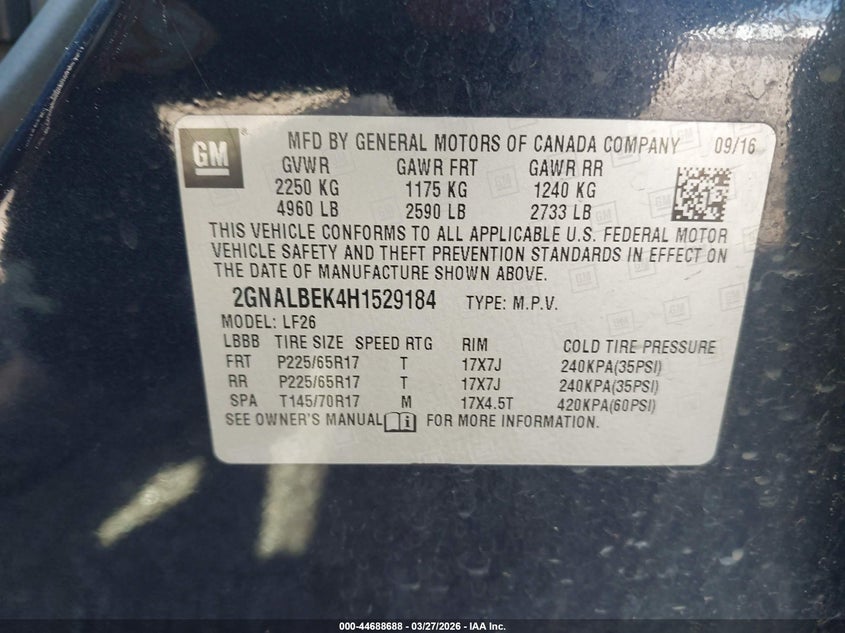 GM
MFD BY GENERAL MOTORS OF CANADA COMPANY 09/16
GVWR GAWR FRT GAWR RR
2250 KG 1175 KG 1240 KG
4960 LB 2590 LB 2733 LB
THIS VEHICLE CONFORMS TO ALL APPLICABLE U.S. FEDERAL MOTOR
VEHICLE SAFETY AND THEFT PREVENTION STANDARDS IN EFFECT ON
THE DATE OF MANUFACTURE SHOWN ABOVE.
2GNALBEK4H1529184 TYPE: M.P.V.
MODEL: LF26
LBBB TIRE SIZE SPEED RTG RIM COLD TIRE PRESSURE
FRT P225/65R17 T 17X7J 240KPA(35PSI)
RR P225/65R17 T 17X7J 240KPA(35PSI)
SPA T145/70R17 M 17X4.5T 420KPA(60PSI)
SEE OWNER'S MANUAL FOR MORE INFORMATION.
000-44688688 - 03/27/2026 - IAA Inc.